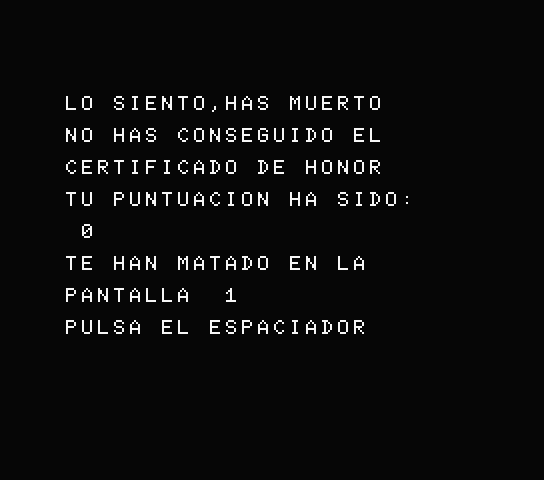 LO SIENTO,HAS MUERTO
NO HAS CONSEGUIDO EL
CERTIFICADO DE HONOR
TU PUNTUACION HA SIDO:
0
TE HAN MATADO EN LA
PANTALLA  1
PULSA EL ESPACIADOR